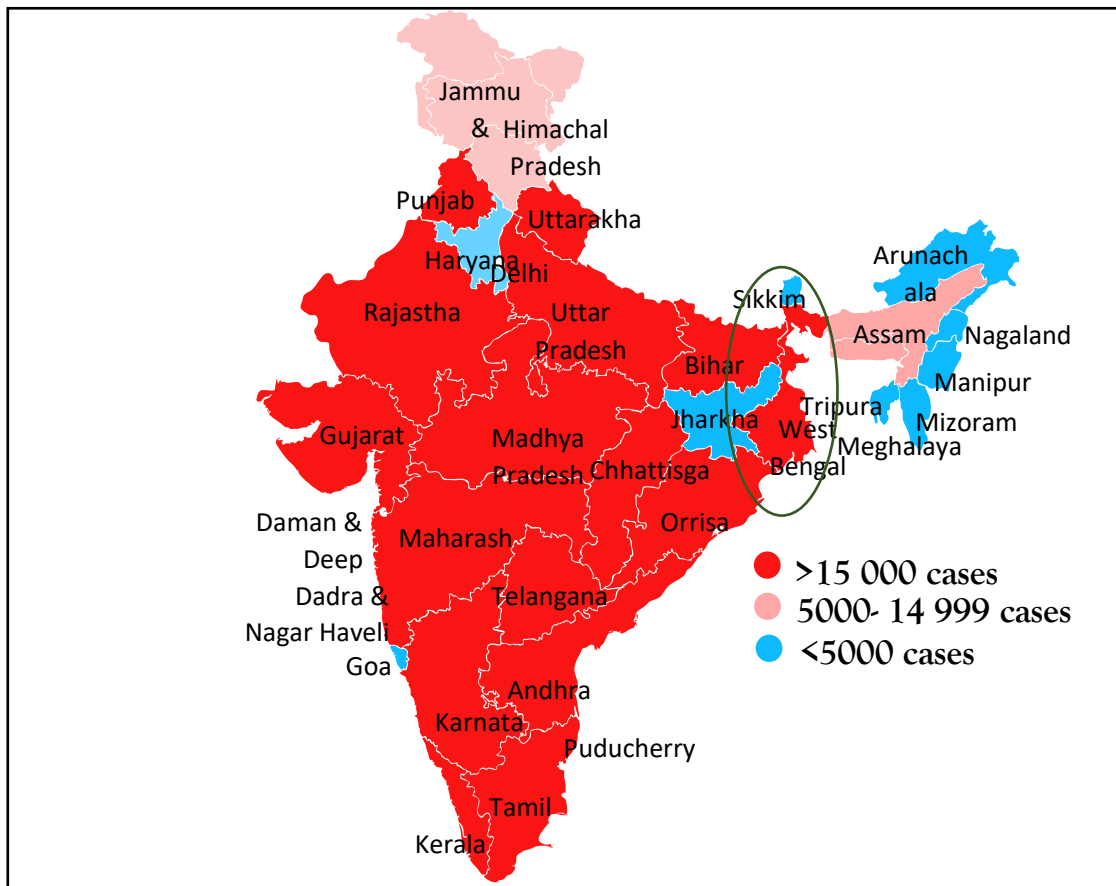 Jammu
& Himachal
Pradesh
Punjab
Uttarakha
Haryana
Delhi
Arunach
ala
Sikkim
Rajastha
Uttar
Pradesh
Assam
Nagaland
Bihar
Manipur
Tripura
Mizoram
Jharkha
West
Bengal
Meghalaya
Gujarat
Madhya
Pradesh
Chhattisga
Daman &
Deep
Dadra &
Nagar Haveli
Goa
Maharash
Orrisa
Telangana
>15 000 cases
5000- 14 999 cases
<5000 cases
Andhra
Karnata
Puducherry
Tamil
Kerala